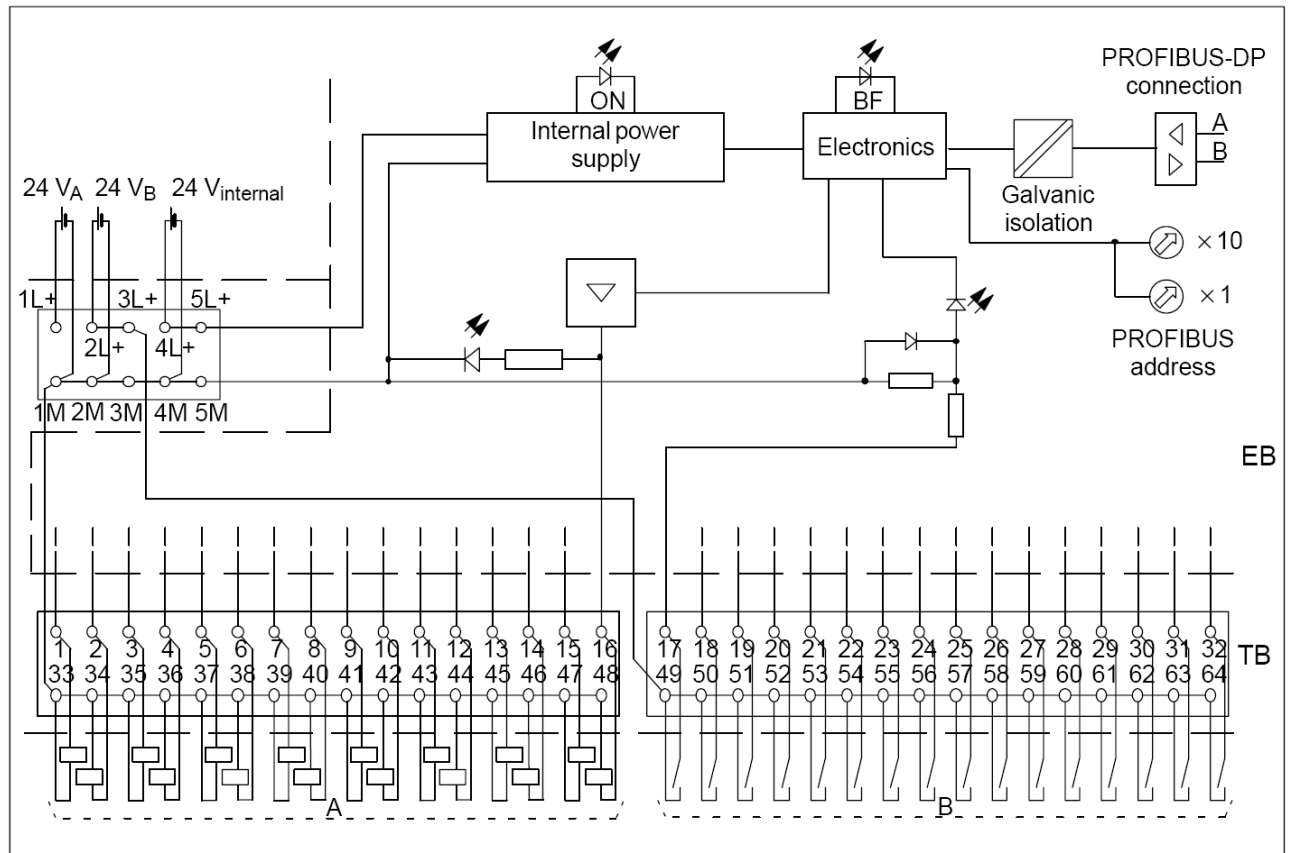 PROFIBUS-DP
connection
ON
BF
A
Internal power
supply
Electronics
B
24 VA 24 VB 24 Vinternal
Galvanic
isolation
×10
1L+ 3L+ 5L+
×1
2L+ 4L+
PROFIBUS
address
1M 2M 3M 4M 5M
EB
1 2 3 4 5 6 7 8 9 10 11 12 13 14 15 16 17 18 19 20 21 22 23 24 25 26 27 28 29 30 31 32
TB
33 34 35 36 37 38 39 40 41 42 43 44 45 46 47 48 49 50 51 52 53 54 55 56 57 58 59 60 61 62 63 64
A B